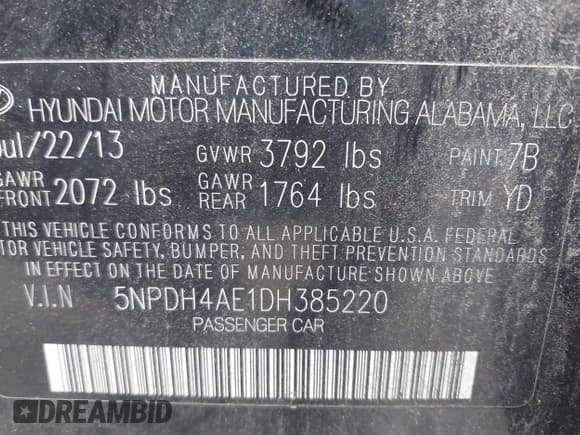 MANUFACTURED BY
HYUNDAI MOTOR MANUFACTURING ALABAMA, LLC
Jul/22/13 GVWR 3792 lbs PAINT 7B
GAWR FRONT 2072 lbs GAWR REAR 1764 lbs TRIM YD
THIS VEHICLE CONFORMS TO ALL APPLICABLE U.S.A. FEDERAL
MOTOR VEHICLE SAFETY, BUMPER, AND THEFT PREVENTION STANDARDS
IN EFFECT ON THE DATE OF MANUFACTURE SHOWN ABOVE
V.I.N 5NPDH4AE1DH385220
PASSENGER CAR
DREAMBID